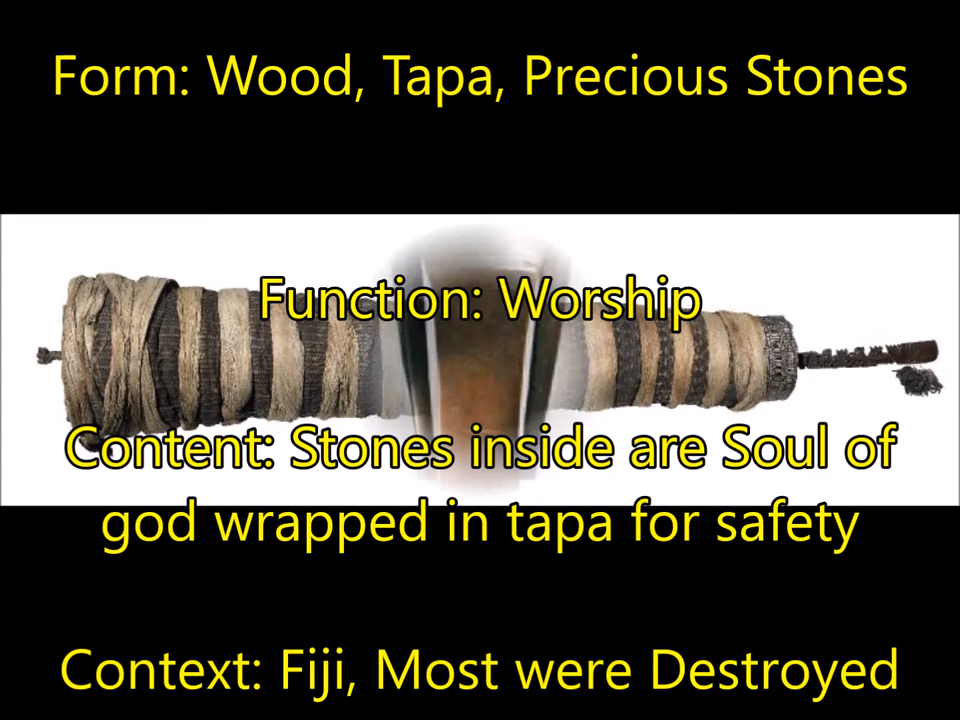 Form: Wood, Tapa, Precious Stones
Function: Worship
Content: Stones inside are Soul of
god wrapped in tapa for safety
Context: Fiji, Most were Destroyed